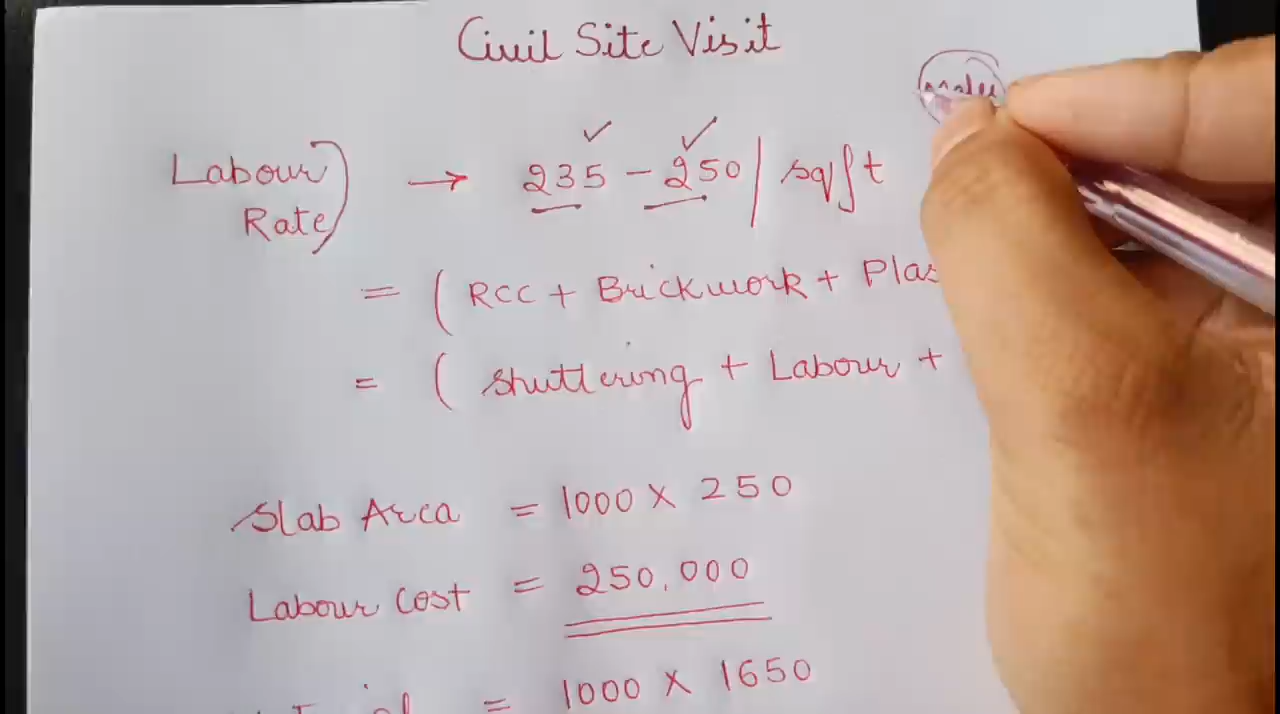 Civil Site Visit
Labour Rate → 235 - 250 / sqft
= ( RCC + Brickwork + Plas
= ( Shuttering + Labour +
Slab Area = 1000 X 250
Labour Cost = 250,000
= 1000 X 1650